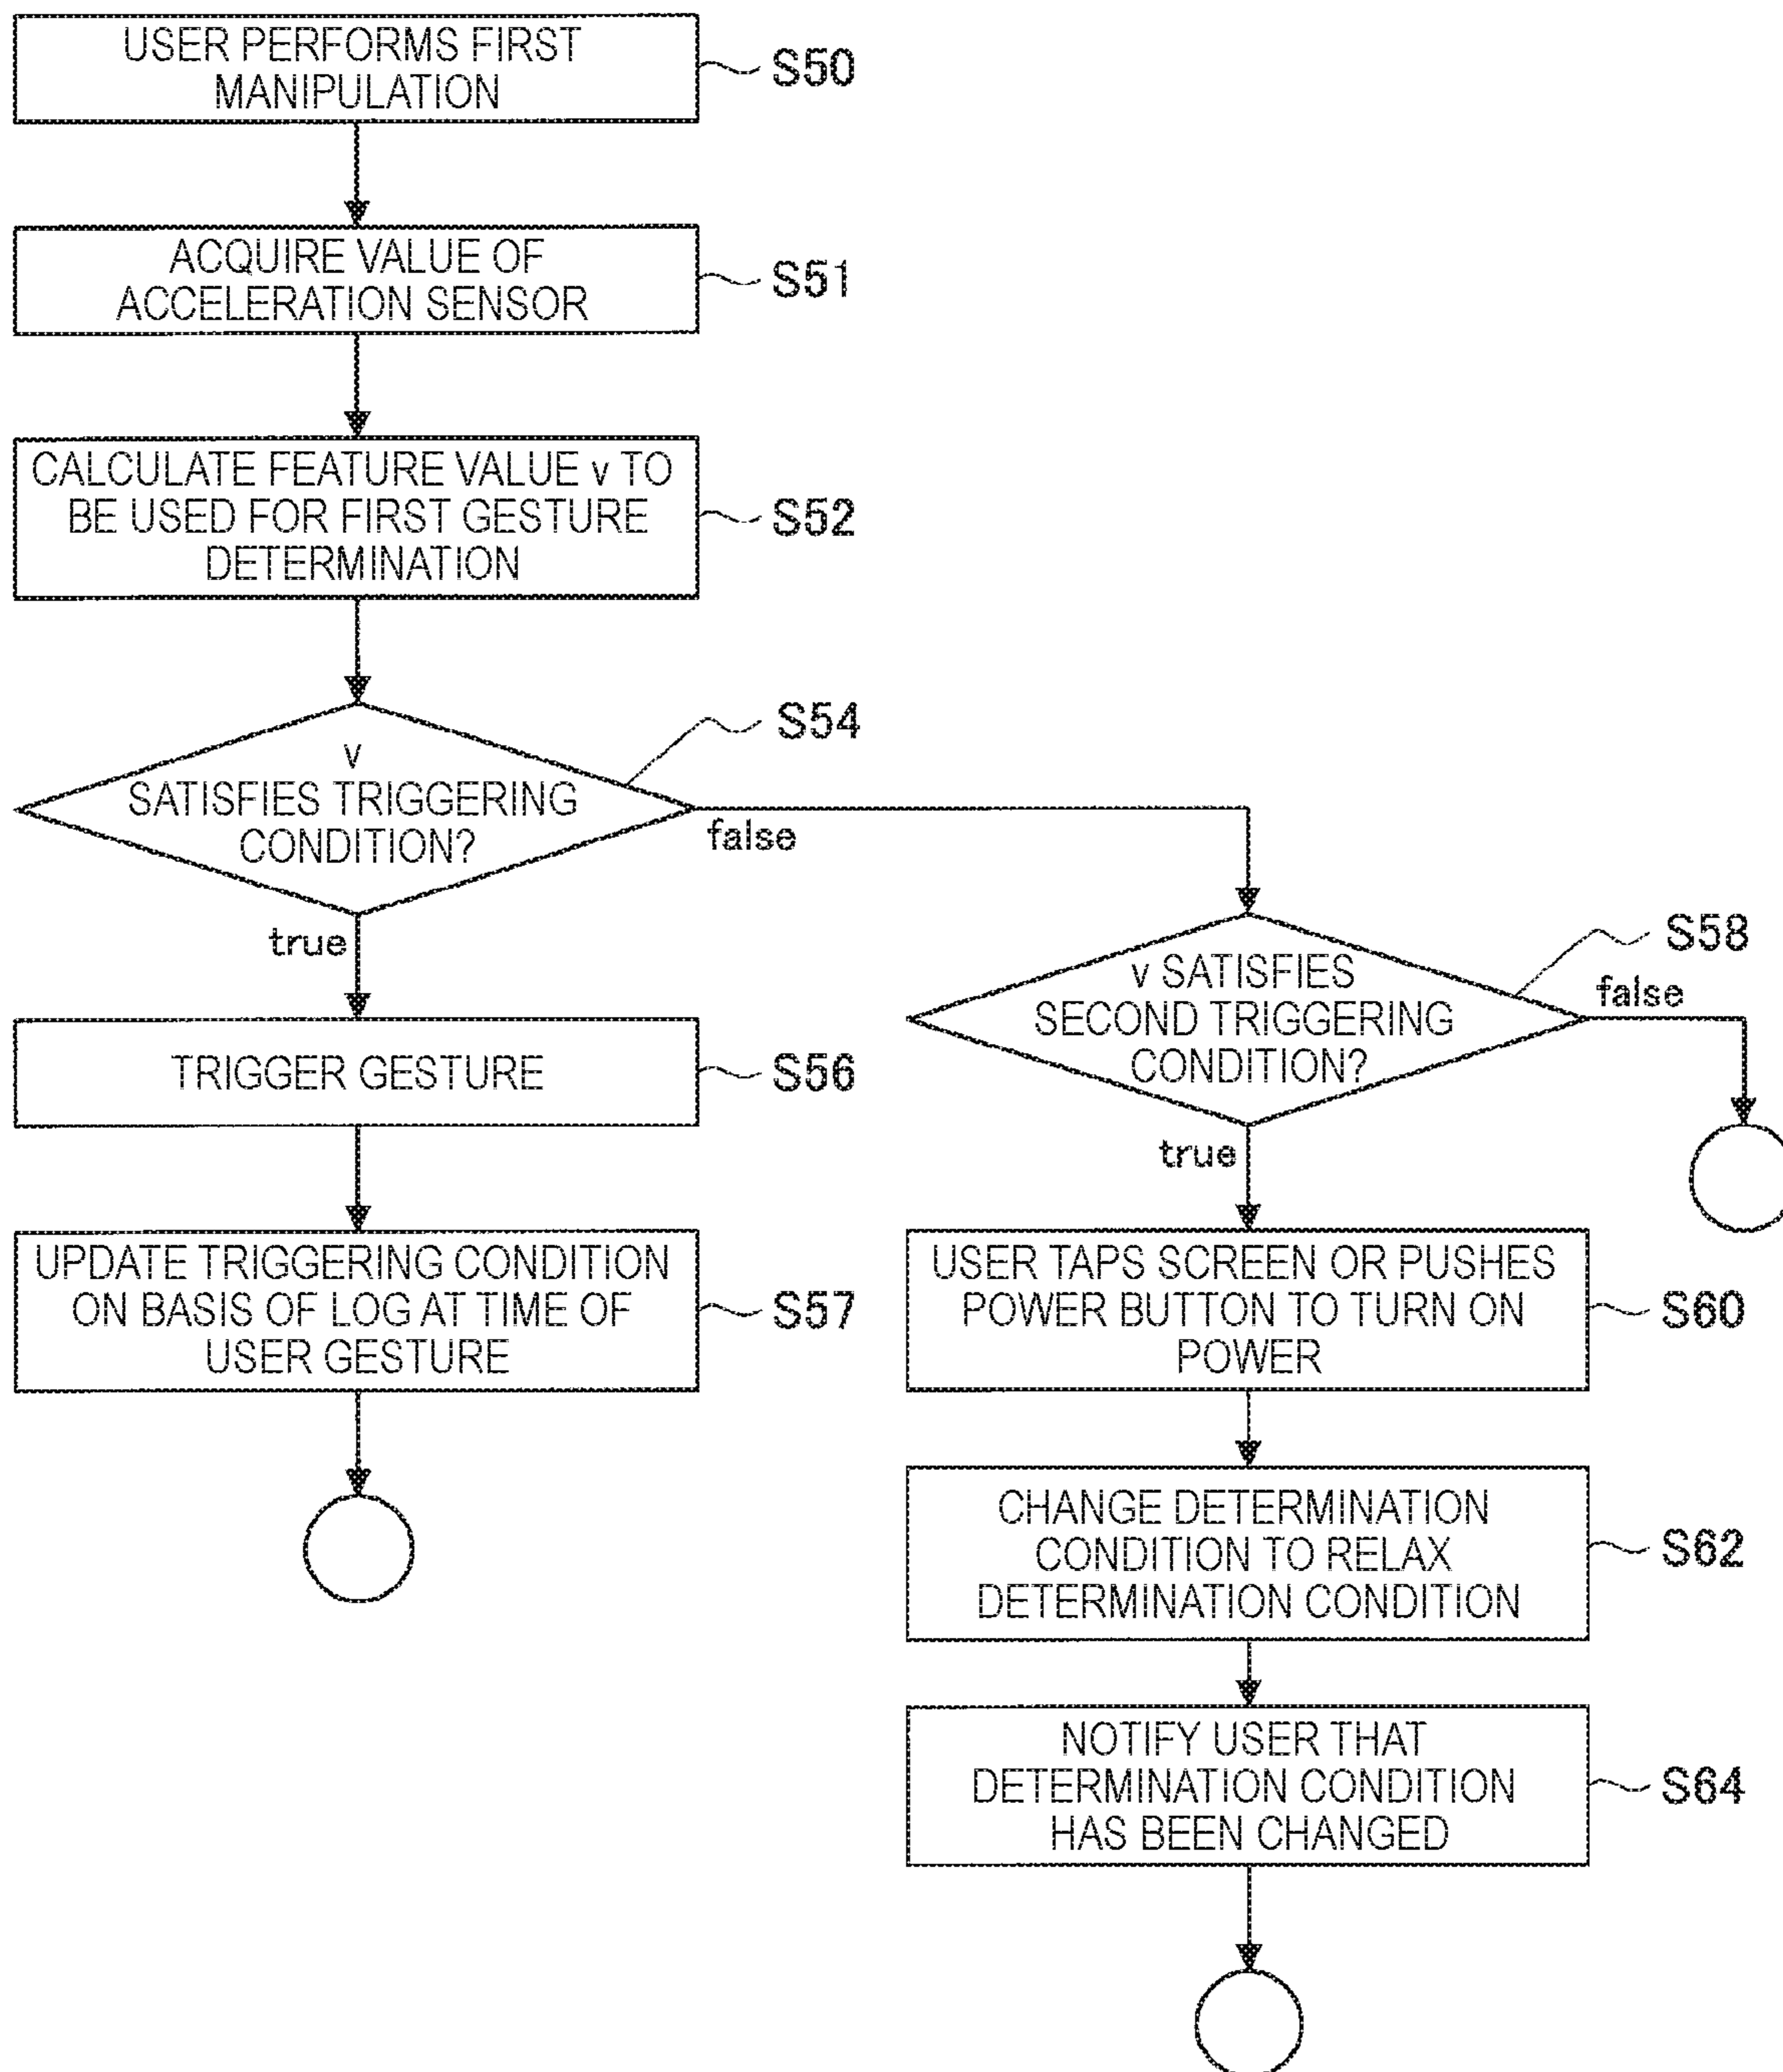 USER PERFORMS FIRST
MANIPULATION
S50
ACQUIRE VALUE OF
ACCELERATION SENSOR
S51
CALCULATE FEATURE VALUE v TO
BE USED FOR FIRST GESTURE
DETERMINATION
S52
v
SATISFIES TRIGGERING
CONDITION?
S54
false
true
TRIGGER GESTURE
S56
UPDATE TRIGGERING CONDITION
ON BASIS OF LOG AT TIME OF
USER GESTURE
S57
v SATISFIES
SECOND TRIGGERING
CONDITION?
S58
false
true
USER TAPS SCREEN OR PUSHES
POWER BUTTON TO TURN ON
POWER
S60
CHANGE DETERMINATION
CONDITION TO RELAX
DETERMINATION CONDITION
S62
NOTIFY USER THAT
DETERMINATION CONDITION
HAS BEEN CHANGED
S64